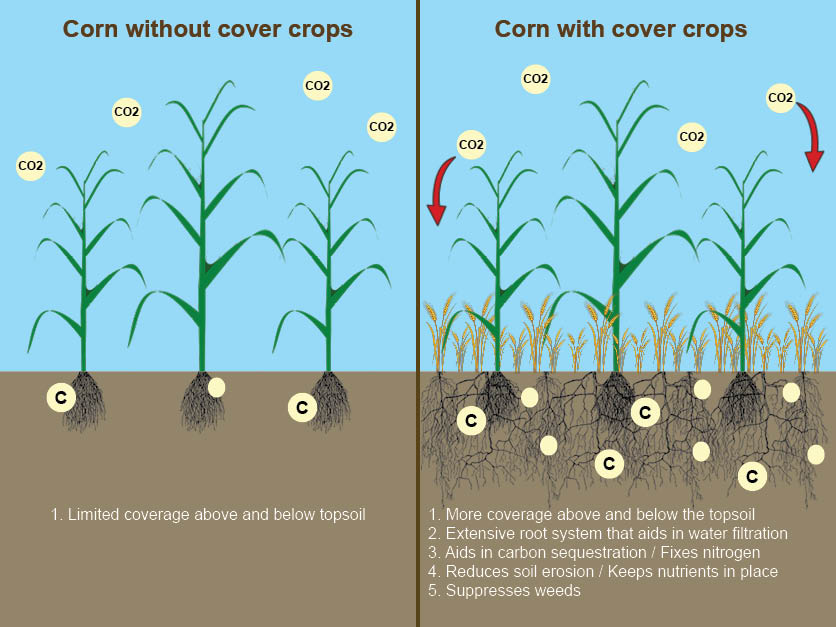 Corn without cover crops
CO2
CO2
CO2
CO2
C
C
1. Limited coverage above and below topsoil
Corn with cover crops
CO2
CO2
CO2
CO2
C
C
C
C
1. More coverage above and below the topsoil
2. Extensive root system that aids in water filtration
3. Aids in carbon sequestration / Fixes nitrogen
4. Reduces soil erosion / Keeps nutrients in place
5. Suppresses weeds